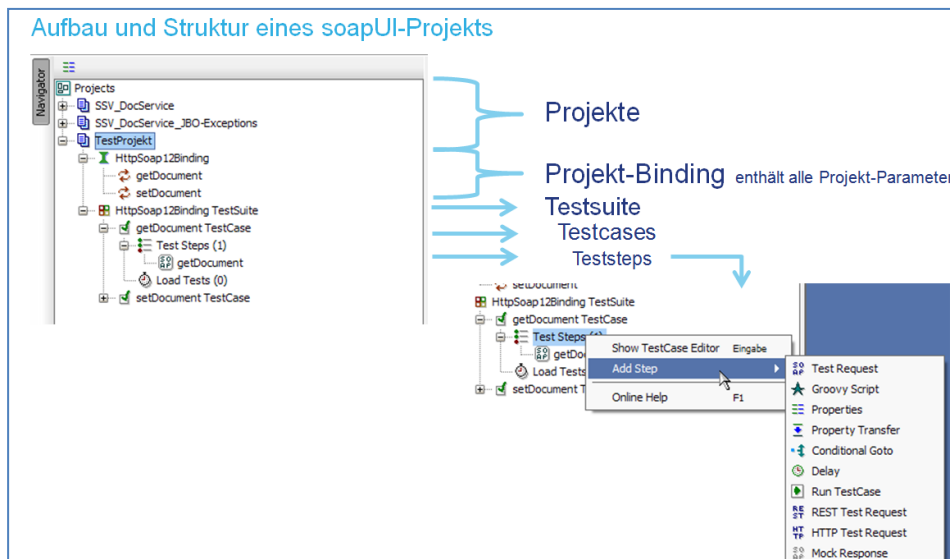 Aufbau und Struktur eines soapUI-Projekts
Navigator
Projects
SSV_DocService
SSV_DocService_JBO-Exceptions
TestProjekt
HttpSoap12Binding
getDocument
setDocument
HttpSoap12Binding TestSuite
getDocument TestCase
Test Steps (1)
getDocument
Load Tests (0)
setDocument TestCase
Projekte
Projekt-Binding enthält alle Projekt-Parameter
Testsuite
Testcases
Teststeps
setDocument
HttpSoap12Binding TestSuite
getDocument TestCase
Test Steps (1)
getDo
Load Tests
setDocument T
Show TestCase Editor Eingabe
Add Step
Online Help F1
Test Request
Groovy Script
Properties
Property Transfer
Conditional Goto
Delay
Run TestCase
REST Test Request
HTTP Test Request
Mock Response